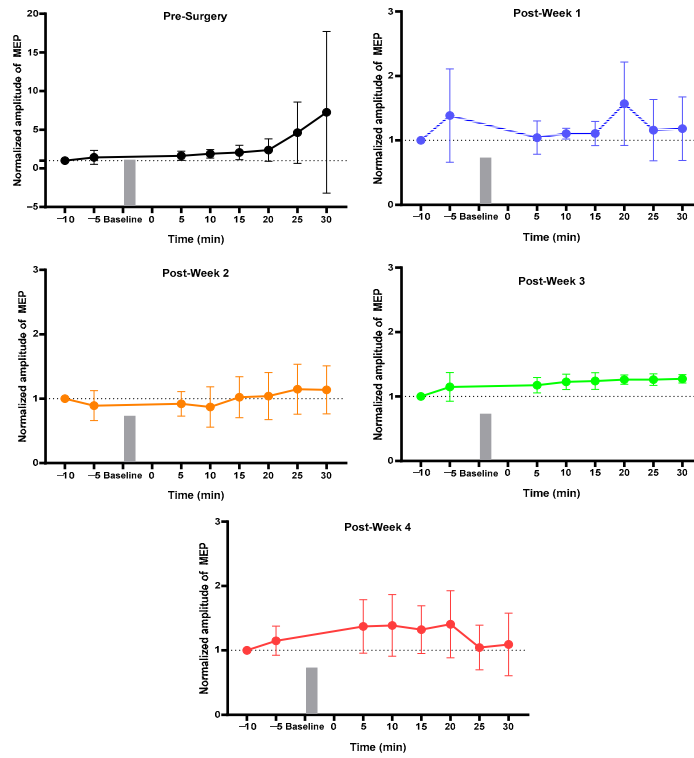 Pre-Surgery
Normalized amplitude of MEP
20
15
10
5
0
–5
–10 –5 Baseline 0 5 10 15 20 25 30
Time (min)
Post-Week 1
Normalized amplitude of MEP
3
2
1
0
–10 –5 Baseline 0 5 10 15 20 25 30
Time (min)
Post-Week 2
Normalized amplitude of MEP
3
2
1
0
–10 –5 Baseline 0 5 10 15 20 25 30
Time (min)
Post-Week 3
Normalized amplitude of MEP
3
2
1
0
–10 –5 Baseline 0 5 10 15 20 25 30
Time (min)
Post-Week 4
Normalized amplitude of MEP
3
2
1
0
–10 –5 Baseline 0 5 10 15 20 25 30
Time (min)